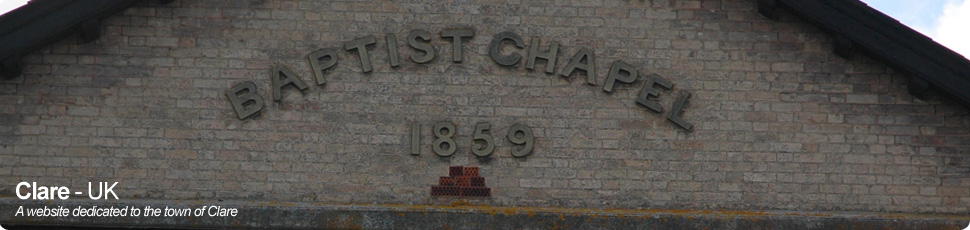 BAPTIST CHAPEL
1859
Clare - UK
A website dedicated to the town of Clare